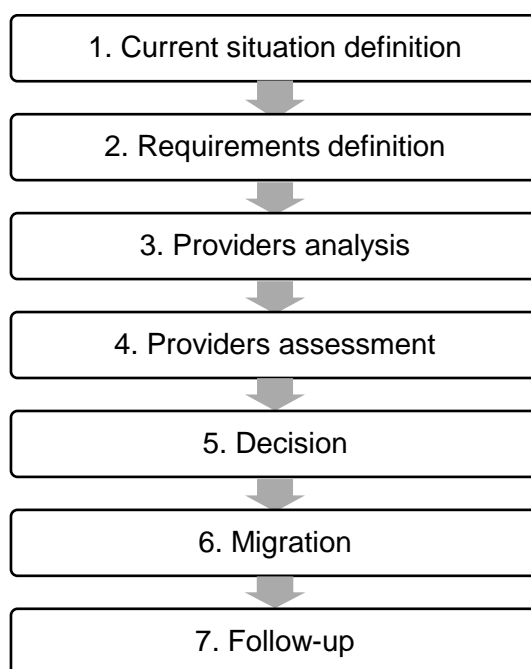 1. Current situation definition
2. Requirements definition
3. Providers analysis
4. Providers assessment
5. Decision
6. Migration
7. Follow-up